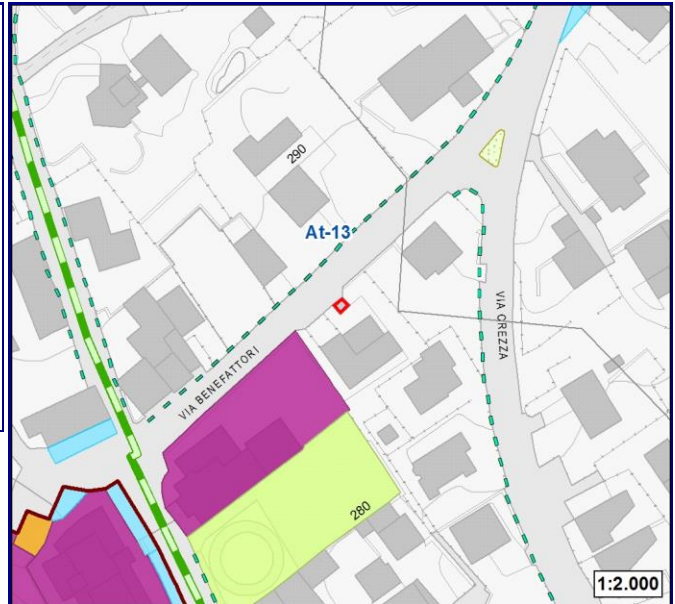 290
At-13
VIA BENEFATTORI
VIA CREZZA
280
1:2.000